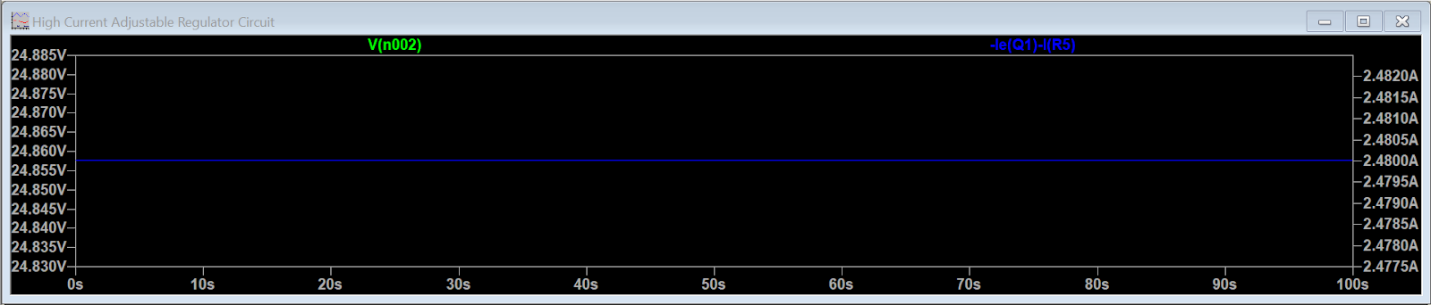 High Current Adjustable Regulator Circuit
V(n002) -Ie(Q1)-I(R5)
24.885V
24.880V 2.4820A
24.875V 2.4815A
24.870V 2.4810A
24.865V 2.4805A
24.860V 2.4800A
24.855V 2.4795A
24.850V 2.4790A
24.845V 2.4785A
24.840V 2.4780A
24.835V 2.4775A
24.830V
0s 10s 20s 30s 40s 50s 60s 70s 80s 90s 100s